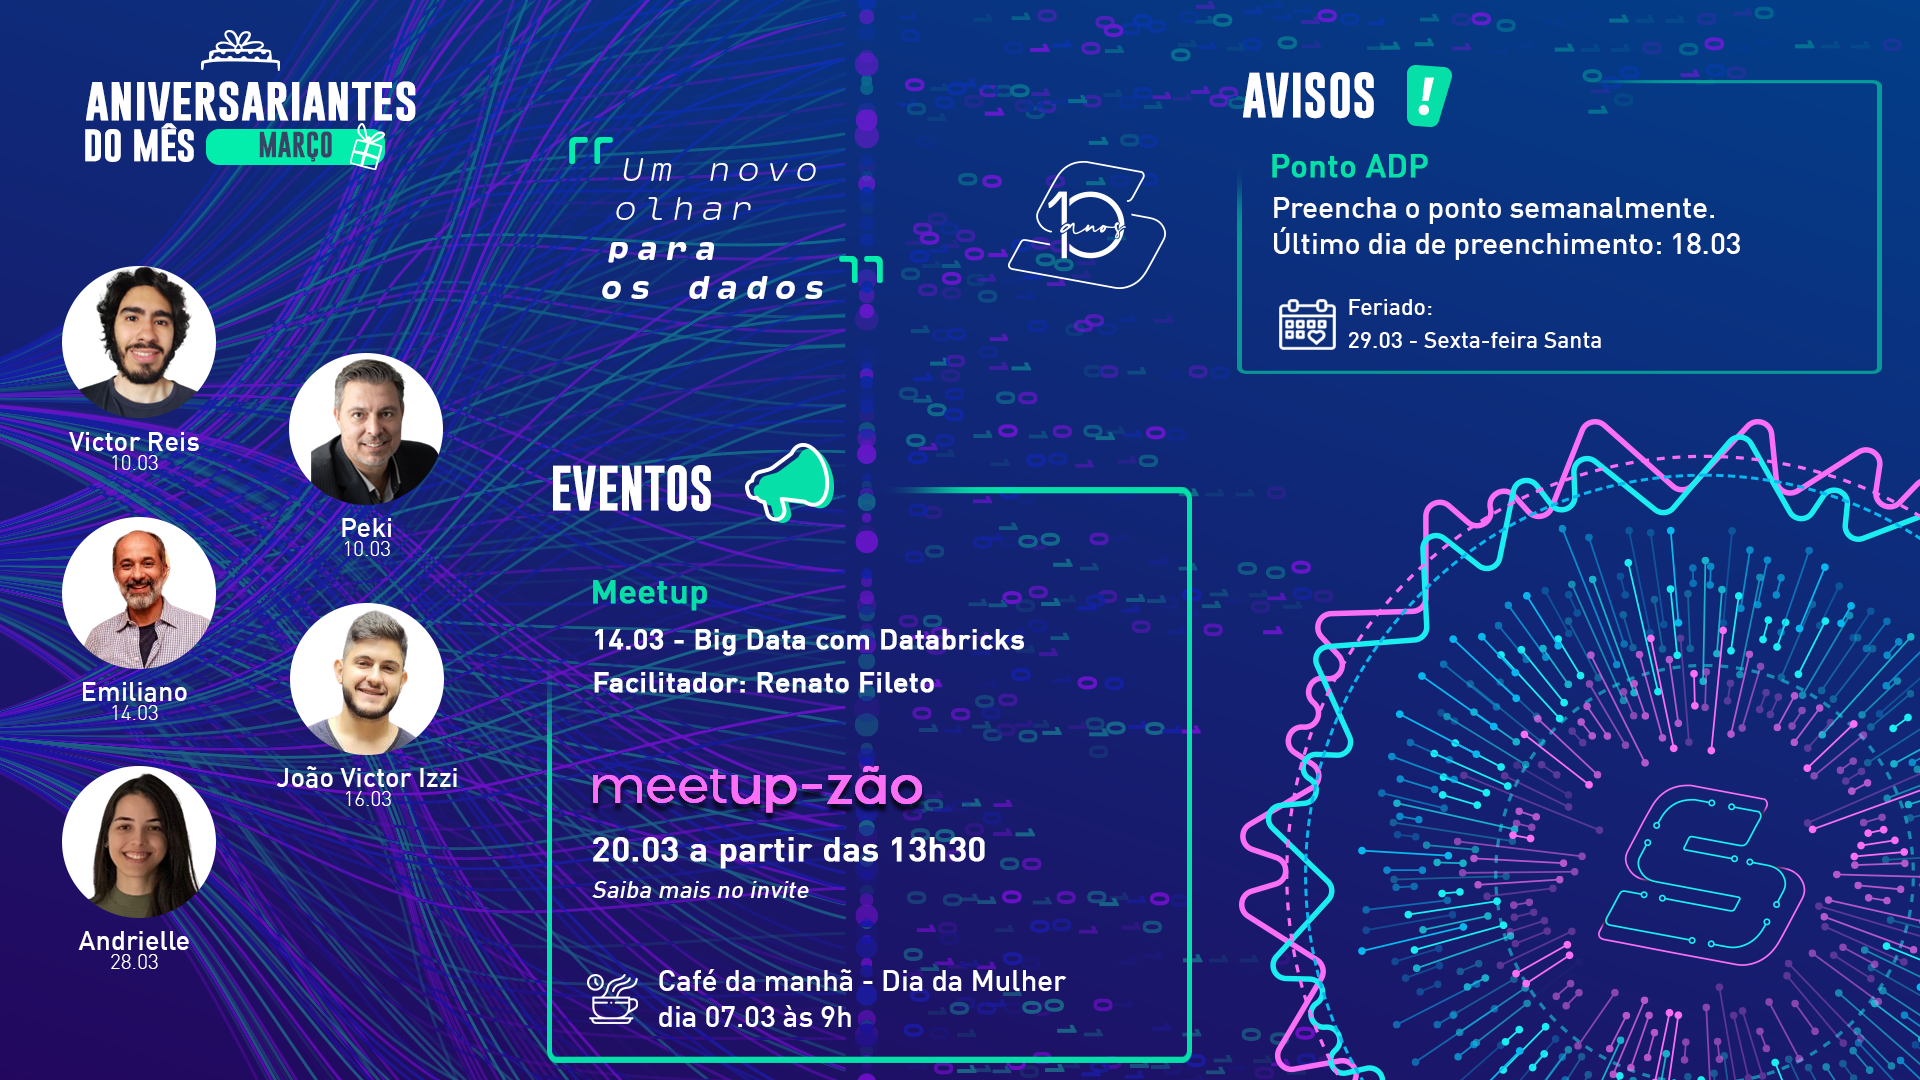 ANIVERSARIANTES
DO MÊS MARÇO
Victor Reis
10.03
Peki
10.03
Emiliano
14.03
João Victor Izzi
16.03
Andrielle
28.03
Um novo
olhar
para
os dados
10
anos
EVENTOS
Meetup
14.03 - Big Data com Databricks
Facilitador: Renato Fileto
meetup-zão
20.03 a partir das 13h30
Saiba mais no invite
Café da manhã - Dia da Mulher
dia 07.03 às 9h
AVISOS !
Ponto ADP
Preencha o ponto semanalmente.
Último dia de preenchimento: 18.03
Feriado:
29.03 - Sexta-feira Santa
S